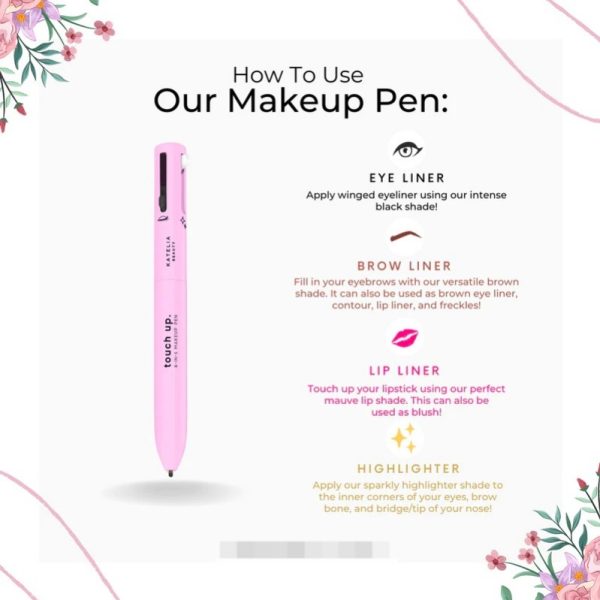 How To Use
Our Makeup Pen:
EYE LINER
Apply winged eyeliner using our intense
black shade!
BROW LINER
Fill in your eyebrows with our versatile brown
shade. It can also be used as brown eye liner,
contour, lip liner, and freckles!
LIP LINER
Touch up your lipstick using our perfect
mauve lip shade. This can also be
used as blush!
HIGHLIGHTER
Apply our sparkly highlighter shade to
the inner corners of your eyes, brow
bone, and bridge/tip of your nose!
KATELIA
BEAUTY
touch up.
MAKEUP PEN